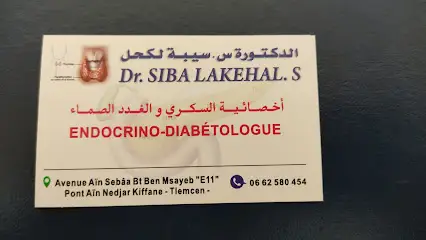 الدكتورة س. سيبة لكحل
Dr. SIBA LAKEHAL. S
أخصائية السكري و الغدد الصماء
ENDOCRINO-DIABÉTOLOGUE
Avenue Aïn Sebâa Bt Ben Msayeb "E11"
Pont Aïn Nedjar Kiffane - Tlemcen -
06 62 580 454